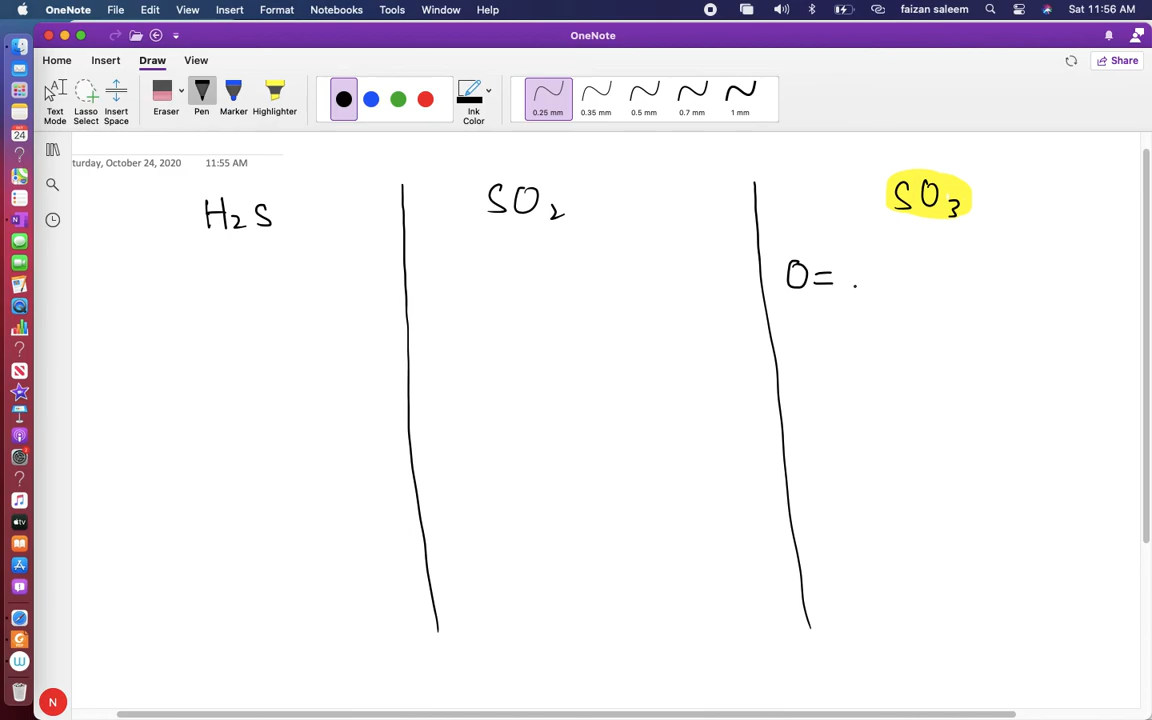 OneNote File Edit View Insert Format Notebooks Tools Window Help faizan saleem Sat 11:56 AM
OneNote
Home Insert Draw View Share
Text Mode Lasso Select Insert Space Eraser Pen Marker Highlighter Ink Color 0.25 mm 0.35 mm 0.5 mm 0.7 mm 1 mm
turday, October 24, 2020 11:55 AM
H₂S SO₂ SO₃
O= .
OCT 24
tv
W
N